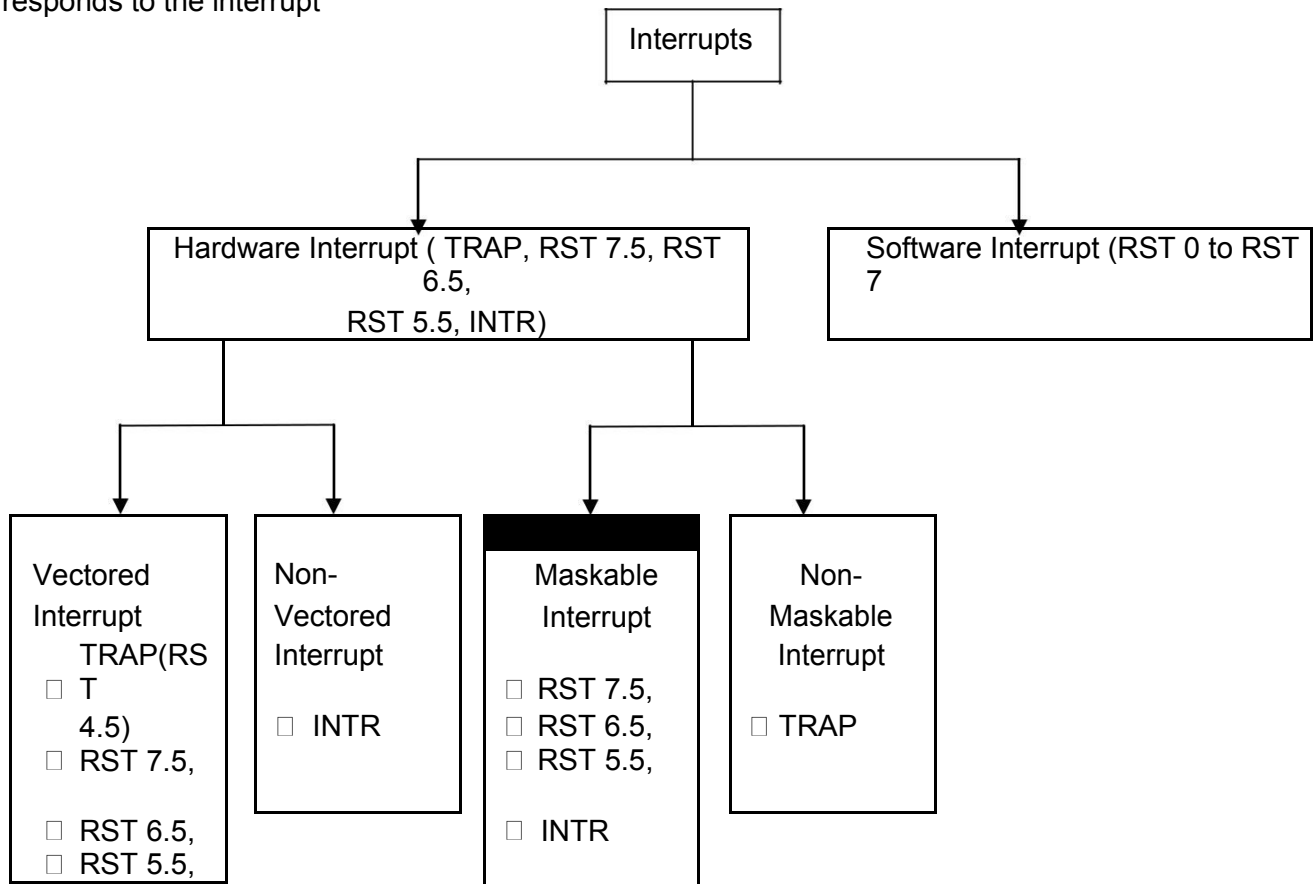 responds to the interrupt
Interrupts
Hardware Interrupt ( TRAP, RST 7.5, RST
6.5,
RST 5.5, INTR)
Software Interrupt (RST 0 to RST
7
Vectored
Interrupt
TRAP(RS
T
4.5)
RST 7.5,
RST 6.5,
RST 5.5,
Non-
Vectored
Interrupt
INTR
Maskable
Interrupt
RST 7.5,
RST 6.5,
RST 5.5,
INTR
Non-
Maskable
Interrupt
TRAP